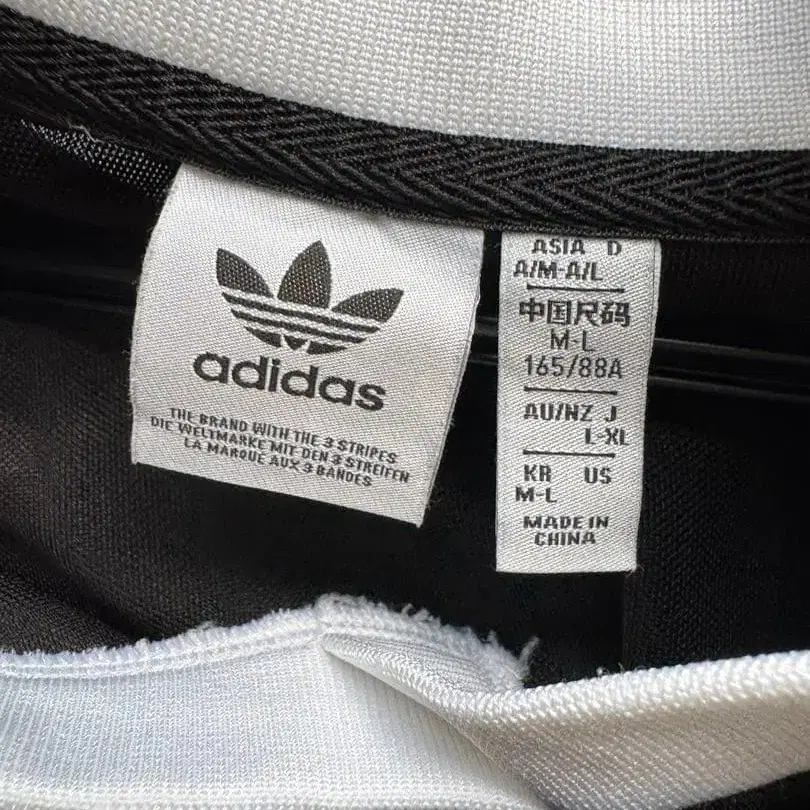 adidas
THE BRAND WITH THE 3 STRIPES
DIE WELTMARKE MIT DEN 3 STREIFEN
LA MARQUE AUX 3 BANDES
ASIA D
A/M-A/L
中国尺码
M-L
165/88A
AU/NZ J
L-XL
KR US
M-L
MADE IN
CHINA